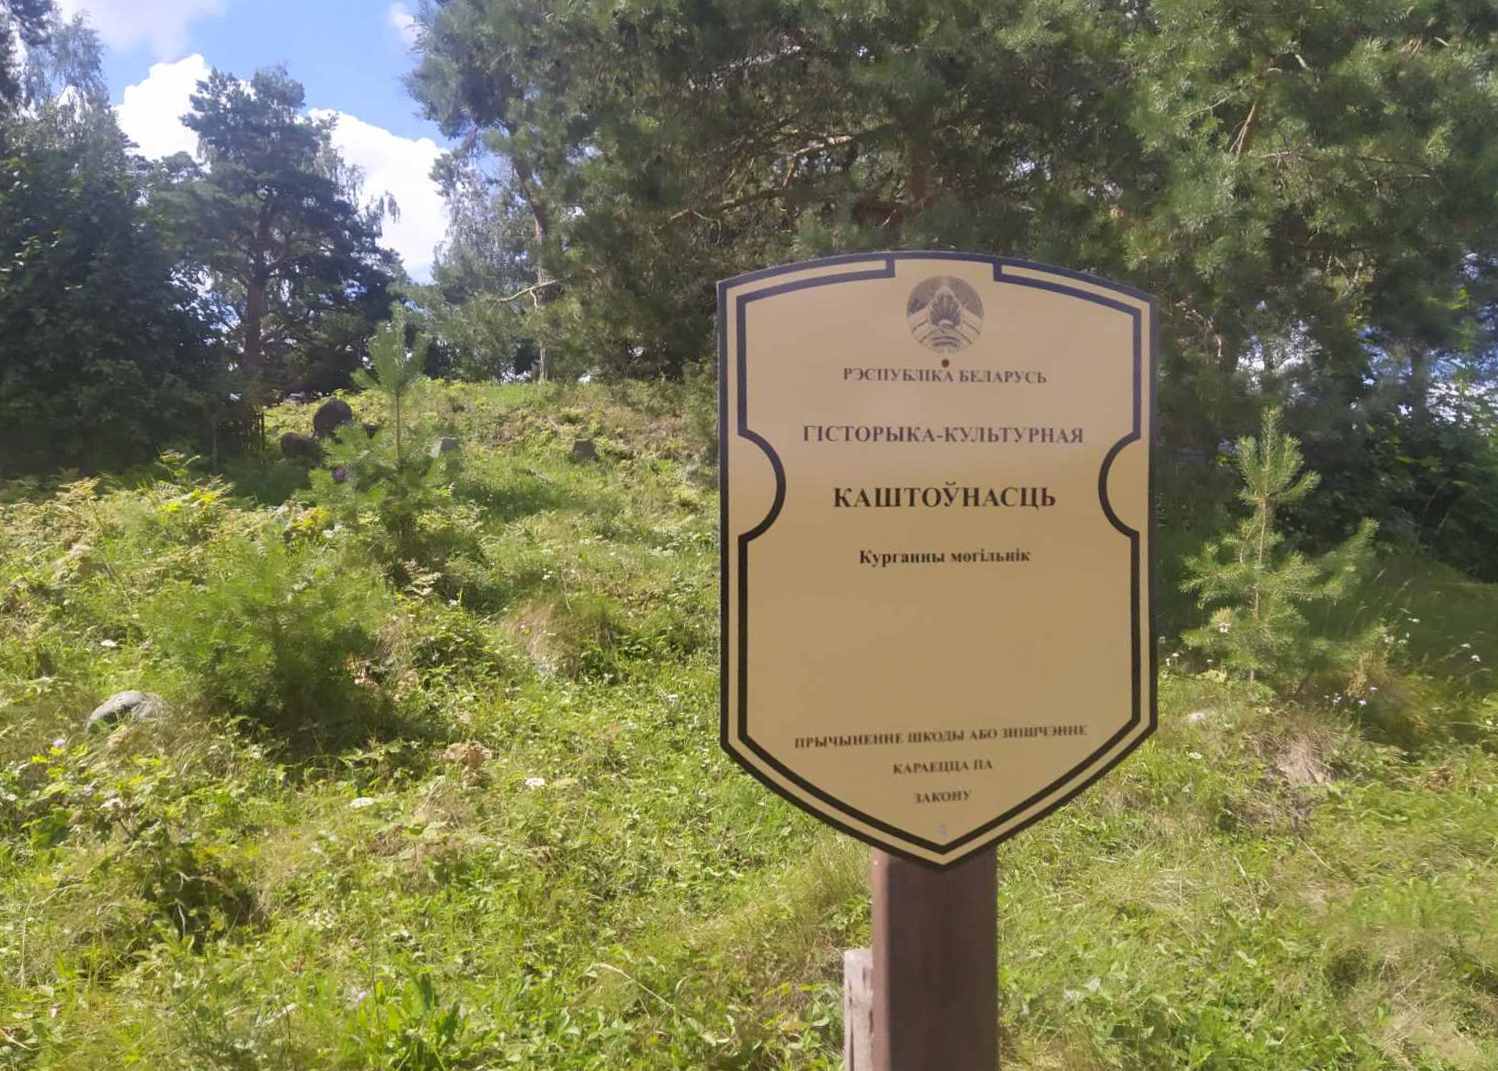 РЭСПУБЛІКА БЕЛАРУСЬ
ГІСТОРЫКА-КУЛЬТУРНАЯ
КАШТОЎНАСЦЬ
Курганны могільнік
ПРЫЧЫНЕННЕ ШКОДЫ АБО ЗНІШЧЭННЕ
КАРАЕЦЦА ПА
ЗАКОНУ